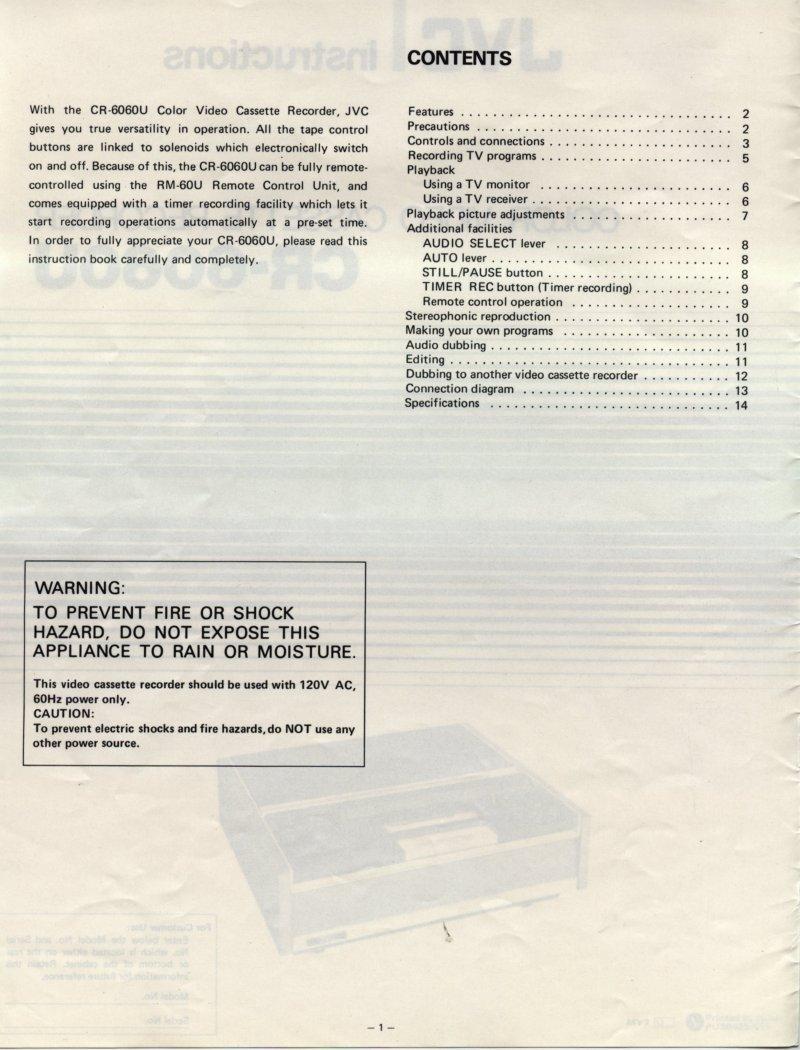 CONTENTS
With the CR-6060U Color Video Cassette Recorder, JVC
gives you true versatility in operation. All the tape control
buttons are linked to solenoids which electronically switch
on and off. Because of this, the CR-6060U can be fully remote-
controlled using the RM-60U Remote Control Unit, and
comes equipped with a timer recording facility which lets it
start recording operations automatically at a pre-set time.
In order to fully appreciate your CR-6060U, please read this
instruction book carefully and completely.
Features . . . . . . . . . . . . . . . . . . . . . . . . . . . . . . . . . . 2
Precautions . . . . . . . . . . . . . . . . . . . . . . . . . . . . . . . . 2
Controls and connections . . . . . . . . . . . . . . . . . . . . . . . 3
Recording TV programs . . . . . . . . . . . . . . . . . . . . . . . . 5
Playback
Using a TV monitor . . . . . . . . . . . . . . . . . . . . . . . . 6
Using a TV receiver . . . . . . . . . . . . . . . . . . . . . . . . . 6
Playback picture adjustments . . . . . . . . . . . . . . . . . . . . 7
Additional facilities
AUDIO SELECT lever . . . . . . . . . . . . . . . . . . . . . . 8
AUTO lever . . . . . . . . . . . . . . . . . . . . . . . . . . . . . . 8
STILL/PAUSE button . . . . . . . . . . . . . . . . . . . . . . . 8
TIMER REC button (Timer recording) . . . . . . . . . . . . 9
Remote control operation . . . . . . . . . . . . . . . . . . . . 9
Stereophonic reproduction . . . . . . . . . . . . . . . . . . . . . . 10
Making your own programs . . . . . . . . . . . . . . . . . . . . . 10
Audio dubbing . . . . . . . . . . . . . . . . . . . . . . . . . . . . . . 11
Editing . . . . . . . . . . . . . . . . . . . . . . . . . . . . . . . . . . . 11
Dubbing to another video cassette recorder . . . . . . . . . . . 12
Connection diagram . . . . . . . . . . . . . . . . . . . . . . . . . . 13
Specifications . . . . . . . . . . . . . . . . . . . . . . . . . . . . . . 14
WARNING:
TO PREVENT FIRE OR SHOCK
HAZARD, DO NOT EXPOSE THIS
APPLIANCE TO RAIN OR MOISTURE.
This video cassette recorder should be used with 120V AC,
60Hz power only.
CAUTION:
To prevent electric shocks and fire hazards, do NOT use any
other power source.
– 1 –